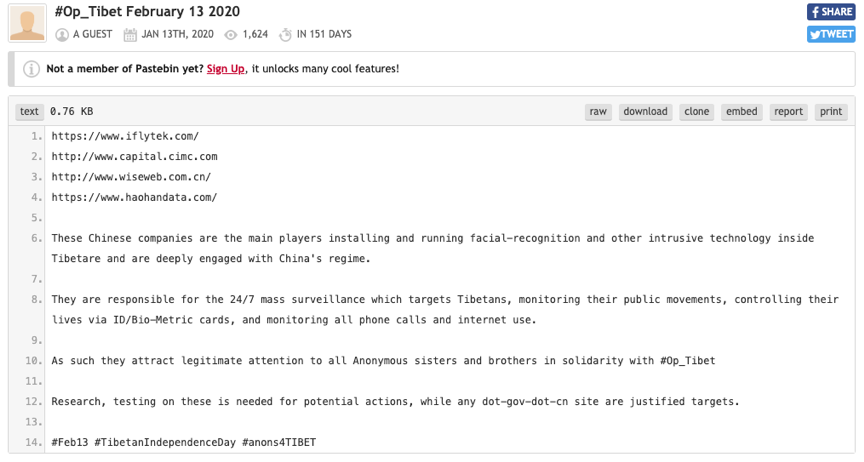 #Op_Tibet February 13 2020
SHARE
TWEET
A GUEST JAN 13TH, 2020 1,624 IN 151 DAYS
Not a member of Pastebin yet? Sign Up, it unlocks many cool features!
text 0.76 KB raw download clone embed report print
1. https://www.iflytek.com/
2. http://www.capital.cimc.com
3. http://www.wiseweb.com.cn/
4. https://www.haohandata.com/
5.
6. These Chinese companies are the main players installing and running facial-recognition and other intrusive technology inside
Tibetare and are deeply engaged with China's regime.
7.
8. They are responsible for the 24/7 mass surveillance which targets Tibetans, monitoring their public movements, controlling their
lives via ID/Bio-Metric cards, and monitoring all phone calls and internet use.
9.
10. As such they attract legitimate attention to all Anonymous sisters and brothers in solidarity with #Op_Tibet
11.
12. Research, testing on these is needed for potential actions, while any dot-gov-dot-cn site are justified targets.
13.
14. #Feb13 #TibetanIndependenceDay #anons4TIBET